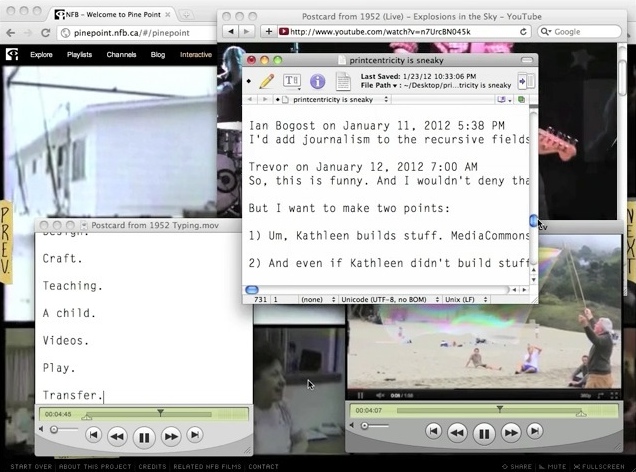 NFB – Welcome to Pine Point
pinepoint.nfb.ca/#/pinepoint
Explore Playlists Channels Blog Interactive
Postcard from 1952 (Live) – Explosions in the Sky – YouTube
http://www.youtube.com/watch?v=n7UrcBN045k
Google
printcentricity is sneaky
Last Saved: 1/23/12 10:33:06 PM
File Path ▾ : ~/Desktop/pri...tricity is sneaky
printcentricity is sneaky
Ian Bogost on January 11, 2012 5:38 PM
I'd add journalism to the recursive fields
Trevor on January 12, 2012 7:00 AM
So, this is funny. And I wouldn't deny tha
But I want to make two points:
1) Um, Kathleen builds stuff. MediaCommons
2) And even if Kathleen didn't build stuff
731 1 (none) Unicode (UTF-8, no BOM) Unix (LF)
PREV.
NEXT
Postcard from 1952 Typing.mov
Design.
Craft.
Teaching.
A child.
Videos.
Play.
Transfer.
00:04:45
00:04:07
START OVER ABOUT THIS PROJECT CREDITS RELATED NFB FILMS CONTACT
SHARE MUTE FULLSCREEN